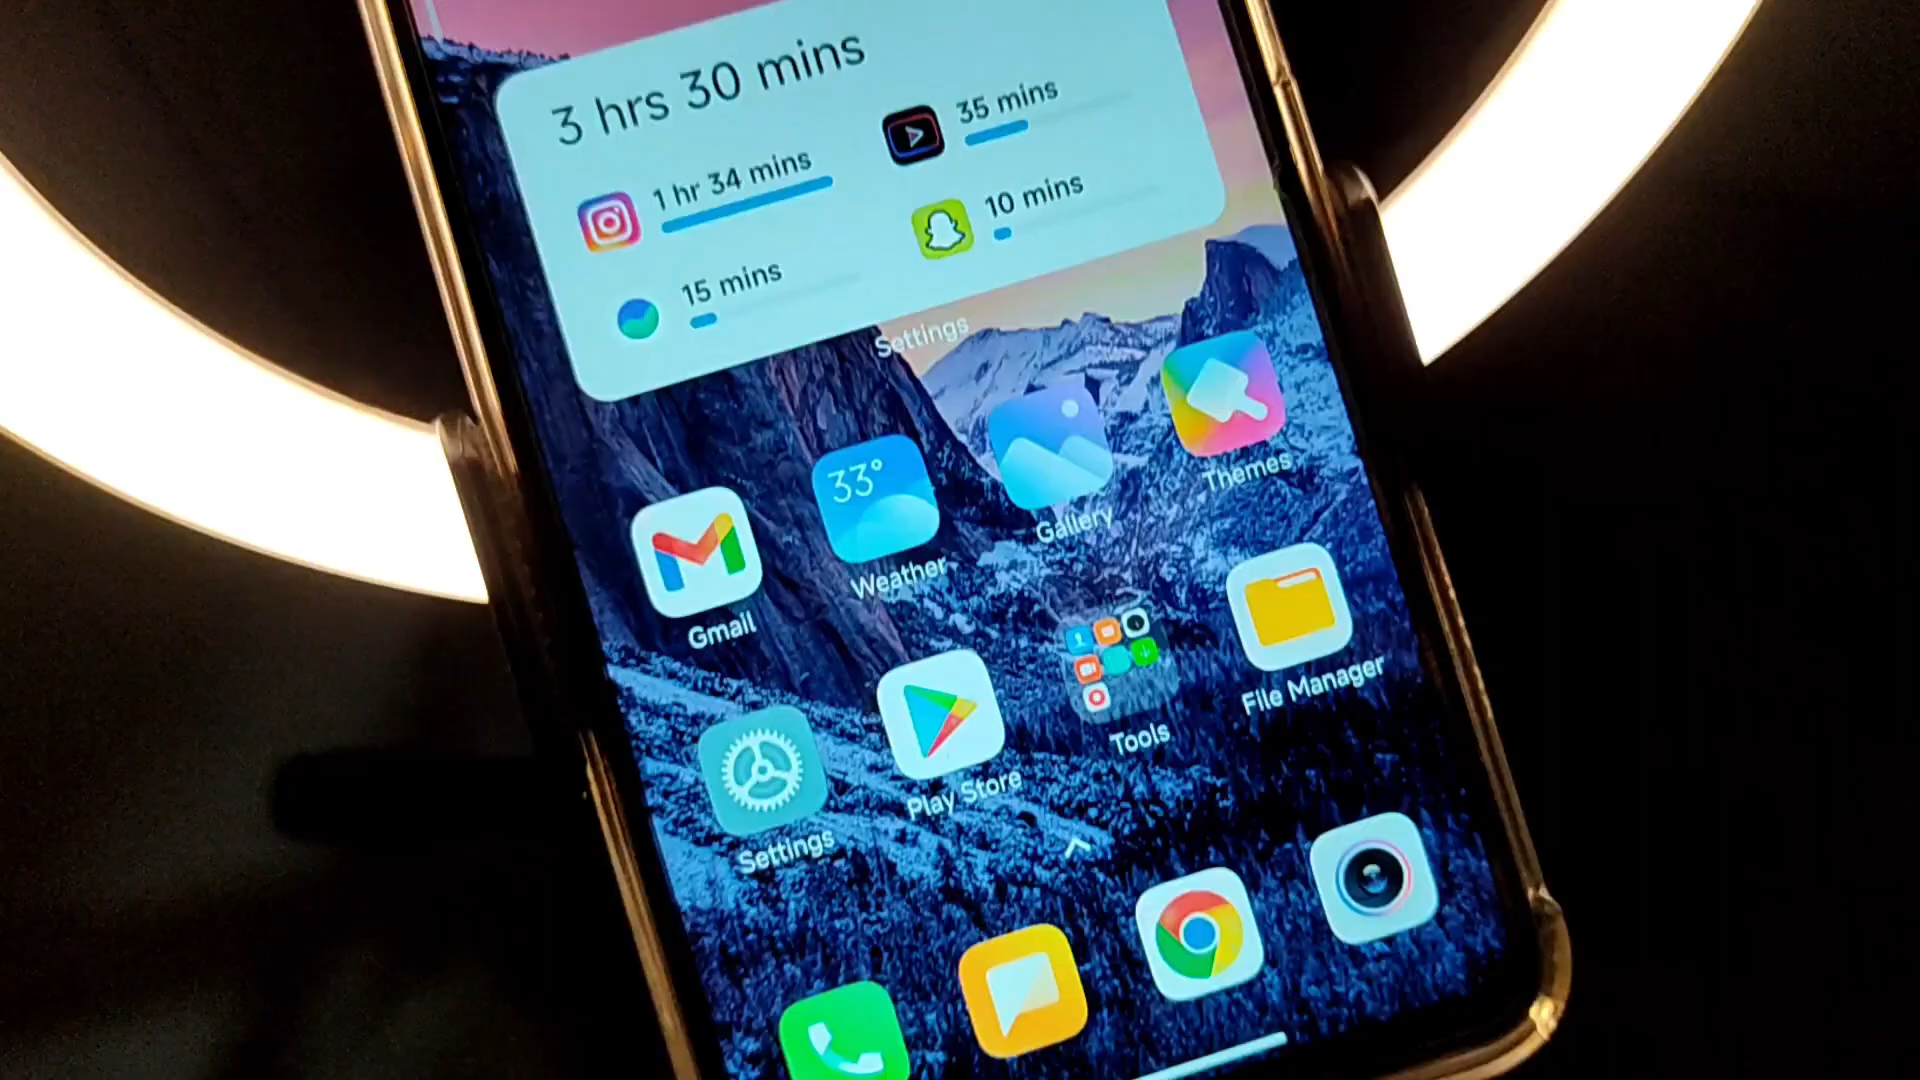 3 hrs 30 mins
1 hr 34 mins
35 mins
15 mins
10 mins
Settings
Gmail
33°
Weather
Gallery
Themes
Settings
Play Store
Tools
File Manager